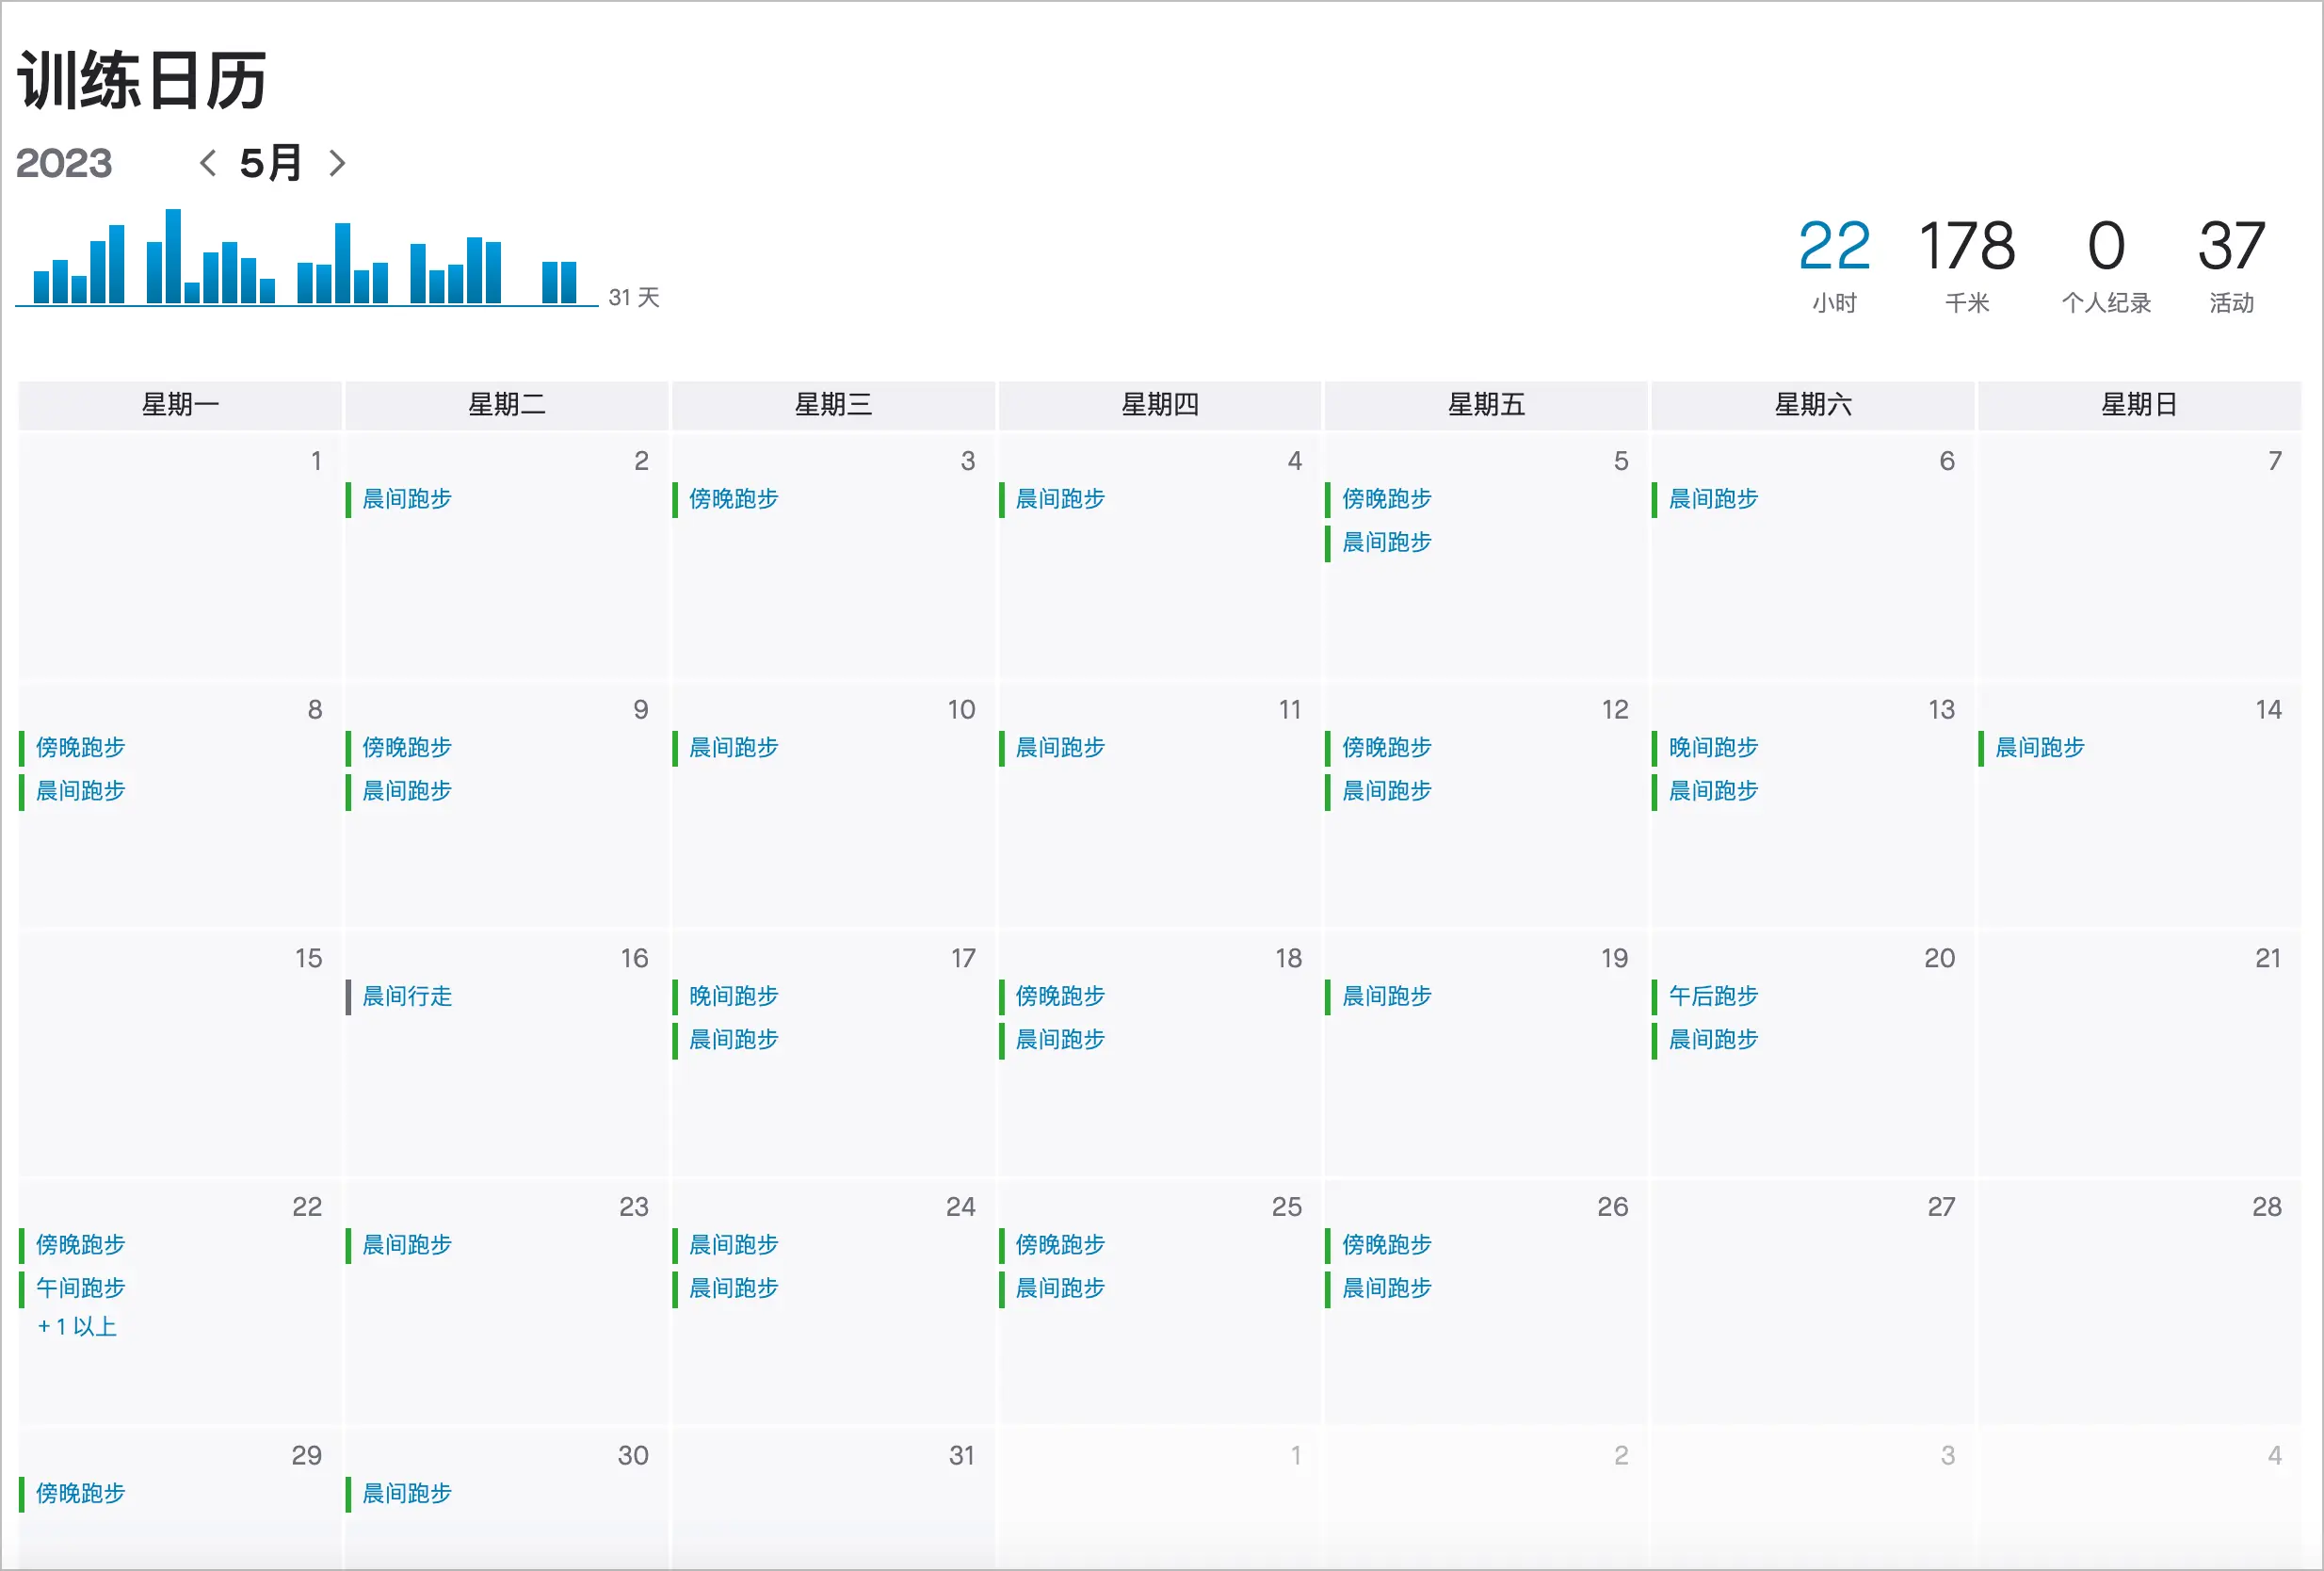 训练日历
2023 5月
31 天
22 178 0 37
小时 千米 个人纪录 活动
星期一 星期二 星期三 星期四 星期五 星期六 星期日
1 2 3 4 5 6 7
晨间跑步 傍晚跑步 晨间跑步 傍晚跑步 晨间跑步
晨间跑步
8 9 10 11 12 13 14
傍晚跑步 傍晚跑步 晨间跑步 晨间跑步 傍晚跑步 晚间跑步 晨间跑步
晨间跑步 晨间跑步 晨间跑步 晨间跑步
15 16 17 18 19 20 21
晨间行走 晚间跑步 傍晚跑步 晨间跑步 午后跑步
晨间跑步 晨间跑步 晨间跑步
22 23 24 25 26 27 28
傍晚跑步 晨间跑步 晨间跑步 傍晚跑步 傍晚跑步
午间跑步 晨间跑步 晨间跑步 晨间跑步
+ 1 以上
29 30 31 1 2 3 4
傍晚跑步 晨间跑步